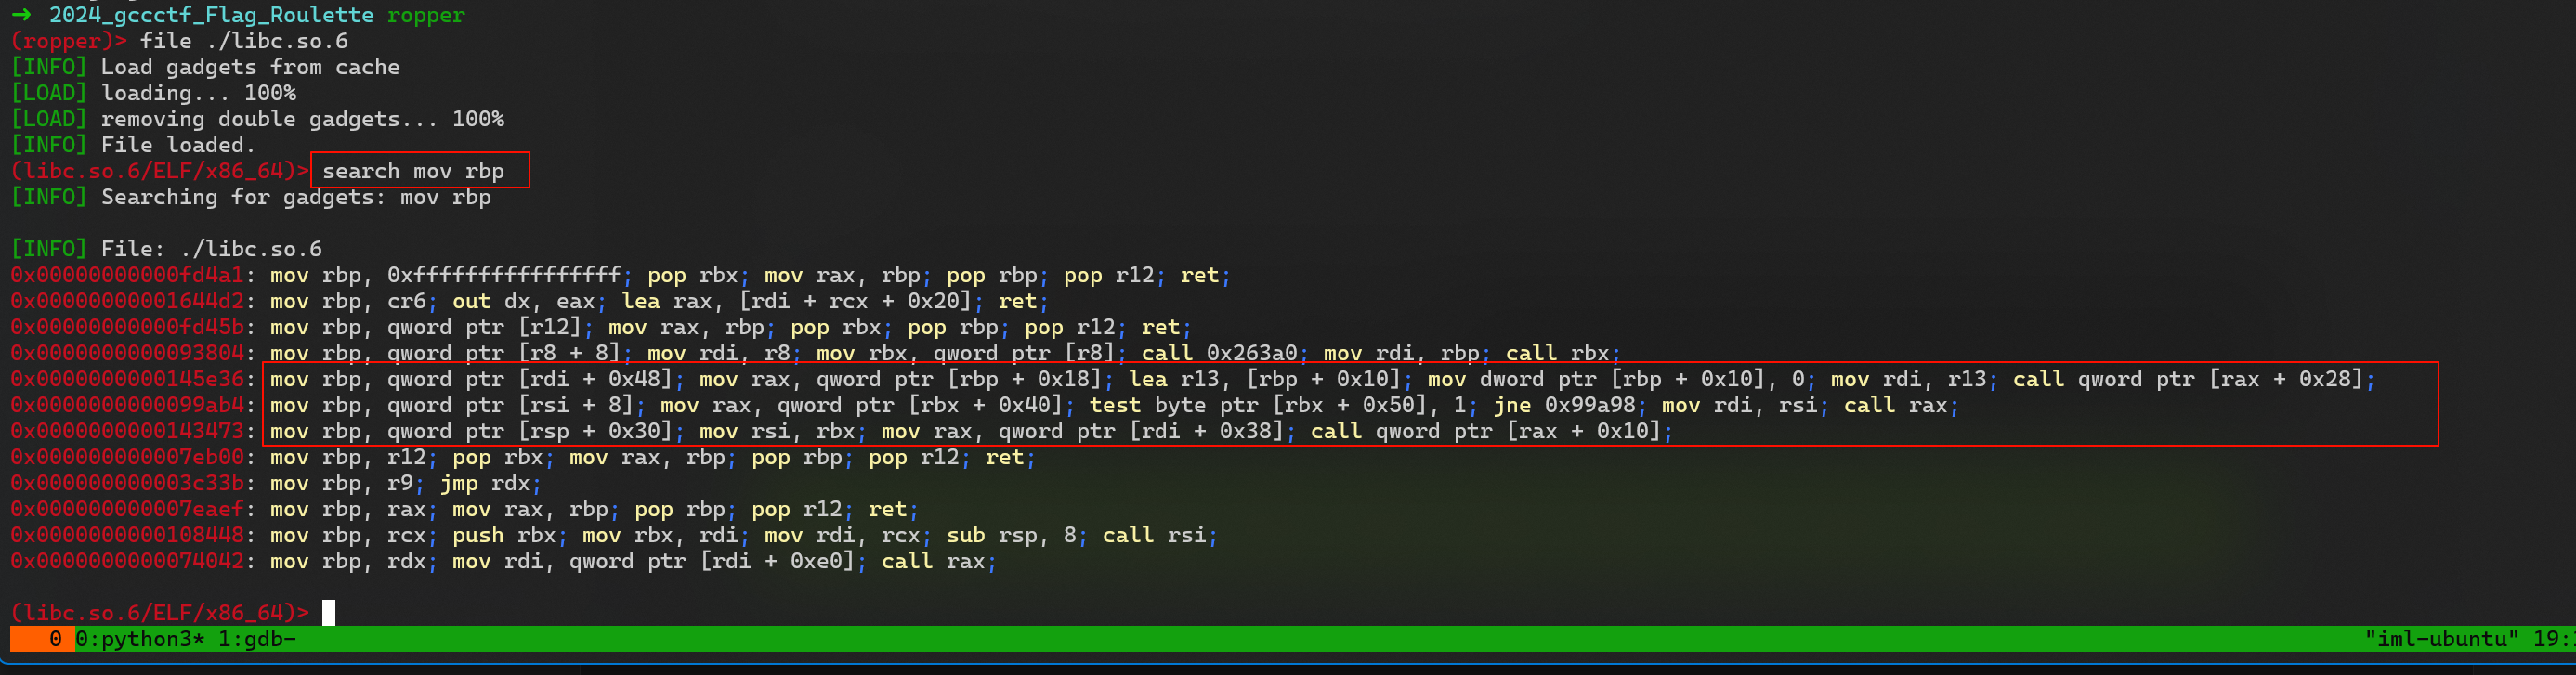 → 2024_gccctf_Flag_Roulette ropper
(ropper)> file ./libc.so.6
[INFO] Load gadgets from cache
[LOAD] loading... 100%
[LOAD] removing double gadgets... 100%
[INFO] File loaded.
(libc.so.6/ELF/x86_64)> search mov rbp
[INFO] Searching for gadgets: mov rbp
[INFO] File: ./libc.so.6
0x00000000000fd4a1: mov rbp, 0xffffffffffffffff; pop rbx; mov rax, rbp; pop rbp; pop r12; ret;
0x00000000001644d2: mov rbp, cr6; out dx, eax; lea rax, [rdi + rcx + 0x20]; ret;
0x00000000000fd45b: mov rbp, qword ptr [r12]; mov rax, rbp; pop rbx; pop rbp; pop r12; ret;
0x0000000000093804: mov rbp, qword ptr [r8 + 8]; mov rdi, r8; mov rbx, qword ptr [r8]; call 0x263a0; mov rdi, rbp; call rbx;
0x0000000000145e36: mov rbp, qword ptr [rdi + 0x48]; mov rax, qword ptr [rbp + 0x18]; lea r13, [rbp + 0x10]; mov dword ptr [rbp + 0x10], 0; mov rdi, r13; call qword ptr [rax + 0x28];
0x0000000000099ab4: mov rbp, qword ptr [rsi + 8]; mov rax, qword ptr [rbx + 0x40]; test byte ptr [rbx + 0x50], 1; jne 0x99a98; mov rdi, rsi; call rax;
0x0000000000143473: mov rbp, qword ptr [rsp + 0x30]; mov rsi, rbx; mov rax, qword ptr [rdi + 0x38]; call qword ptr [rax + 0x10];
0x000000000007eb00: mov rbp, r12; pop rbx; mov rax, rbp; pop rbp; pop r12; ret;
0x000000000003c33b: mov rbp, r9; jmp rdx;
0x000000000007eaef: mov rbp, rax; mov rax, rbp; pop rbp; pop r12; ret;
0x0000000000108448: mov rbp, rcx; push rbx; mov rbx, rdi; mov rdi, rcx; sub rsp, 8; call rsi;
0x0000000000074042: mov rbp, rdx; mov rdi, qword ptr [rdi + 0xe0]; call rax;
(libc.so.6/ELF/x86_64)>
0 0:python3* 1:gdb- "iml-ubuntu" 19: